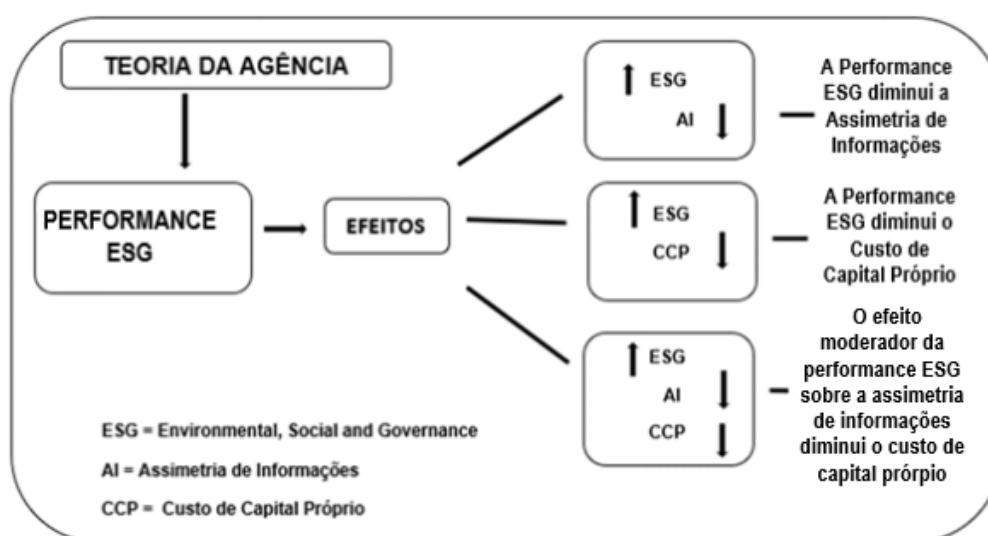 TEORIA DA AGÊNCIA
PERFORMANCE
ESG
EFEITOS
ESG
AI
A Performance
ESG diminui a
Assimetria de
Informações
ESG
CCP
A Performance
ESG diminui o
Custo de
Capital Próprio
ESG
AI
CCP
O efeito
moderador da
performance ESG
sobre a assimetria
de informações
diminui o custo de
capital prórpio
ESG = Environmental, Social and Governance
AI = Assimetria de Informações
CCP = Custo de Capital Próprio